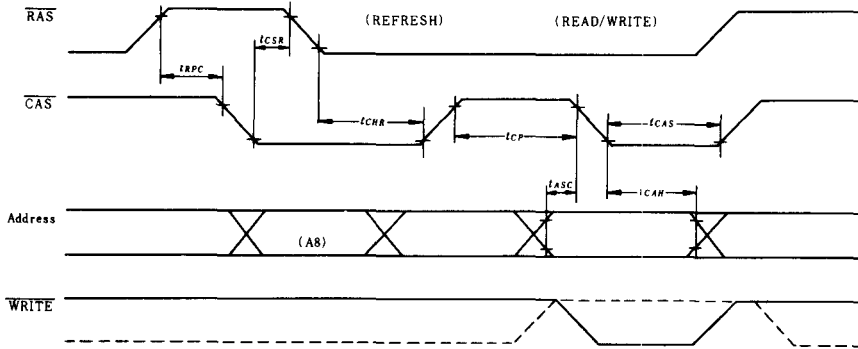 RAS
(REFRESH)
(READ/WRITE)
tCSR
tRPC
CAS
tCHR
tCP
tCAS
tASC
tCAH
Address
(A8)
WRITE